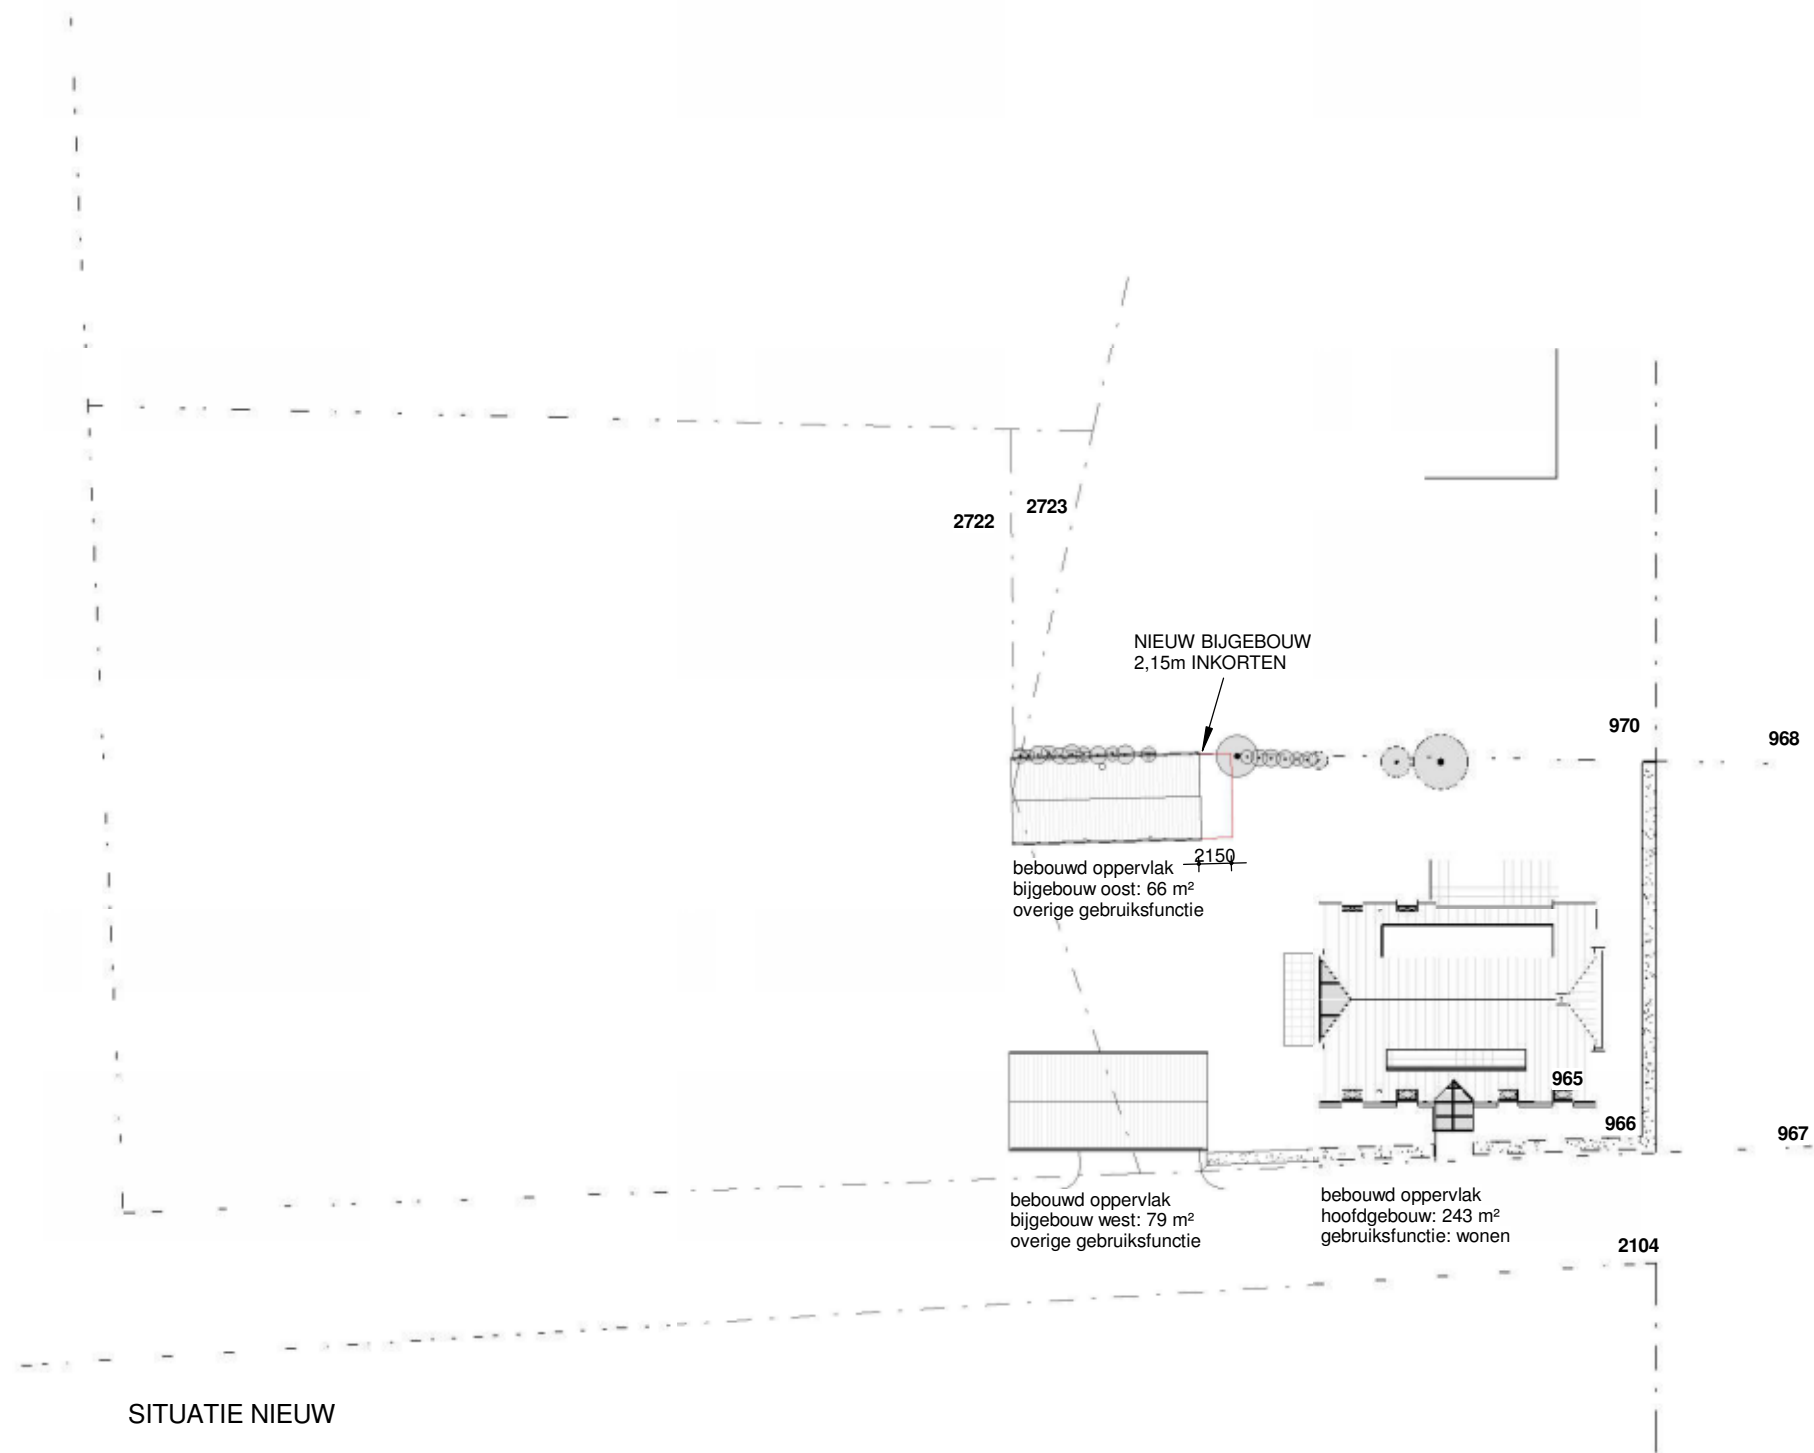 2722
2723
NIEUW BIJGEBOUW
2,15m INKORTEN
970
968
2150
bebouwd oppervlak
bijgebouw oost: 66 m²
overige gebruiksfunctie
965
966
967
bebouwd oppervlak
bijgebouw west: 79 m²
overige gebruiksfunctie
bebouwd oppervlak
hoofdgebouw: 243 m²
gebruiksfunctie: wonen
2104
SITUATIE NIEUW